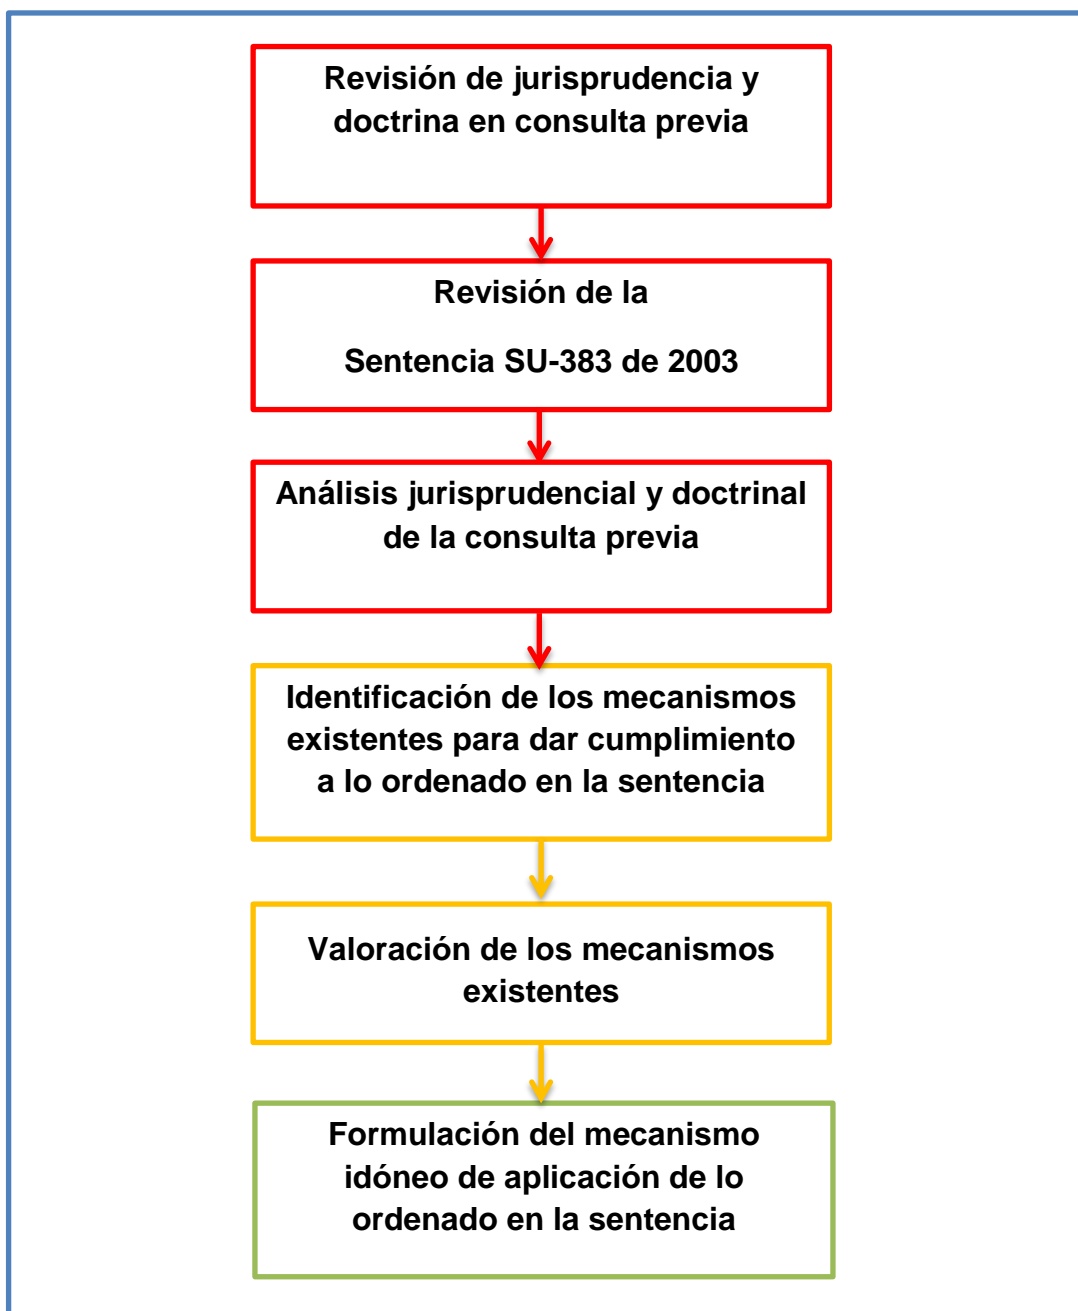 Revisión de jurisprudencia y
doctrina en consulta previa
Revisión de la
Sentencia SU-383 de 2003
Análisis jurisprudencial y doctrinal
de la consulta previa
Identificación de los mecanismos
existentes para dar cumplimiento
a lo ordenado en la sentencia
Valoración de los mecanismos
existentes
Formulación del mecanismo
idóneo de aplicación de lo
ordenado en la sentencia